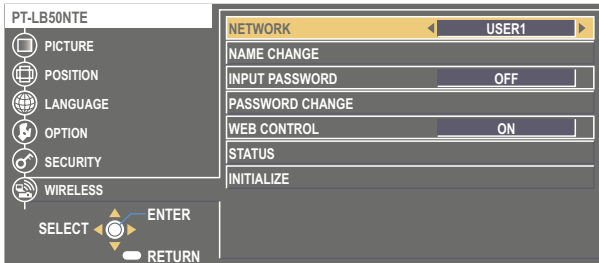 PT-LB50NTE
PICTURE
POSITION
LANGUAGE
OPTION
SECURITY
WIRELESS
SELECT
ENTER
RETURN
NETWORK USER1
NAME CHANGE
INPUT PASSWORD OFF
PASSWORD CHANGE
WEB CONTROL ON
STATUS
INITIALIZE